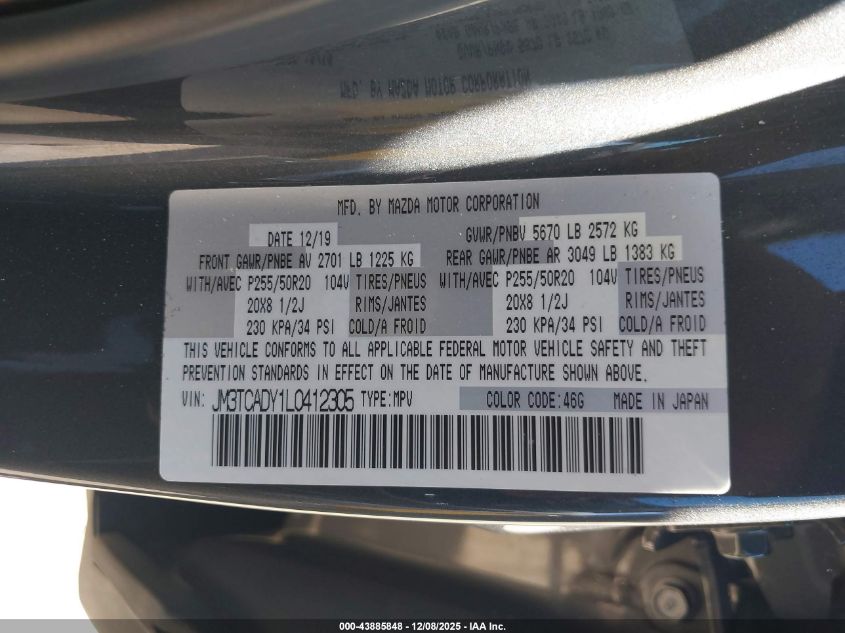 MFD. BY MAZDA MOTOR CORPORATION
MFD. BY MAZDA MOTOR CORPORATION
DATE 12/19 GVWR/PNBV 5670 LB 2572 KG
FRONT GAWR/PNBE AV 2701 LB 1225 KG REAR GAWR/PNBE AR 3049 LB 1383 KG
WITH/AVEC P255/50R20 104V TIRES/PNEUS WITH/AVEC P255/50R20 104V TIRES/PNEUS
20X8 1/2J RIMS/JANTES 20X8 1/2J RIMS/JANTES
230 KPA/34 PSI COLD/A FROID 230 KPA/34 PSI COLD/A FROID
THIS VEHICLE CONFORMS TO ALL APPLICABLE FEDERAL MOTOR VEHICLE SAFETY AND THEFT
PREVENTION STANDARDS IN EFFECT ON THE DATE OF MANUFACTURE SHOWN ABOVE.
VIN: JM3TCADY1L0412305 TYPE:MPV COLOR CODE:46G MADE IN JAPAN
000-43885848 - 12/08/2025 - IAA Inc.